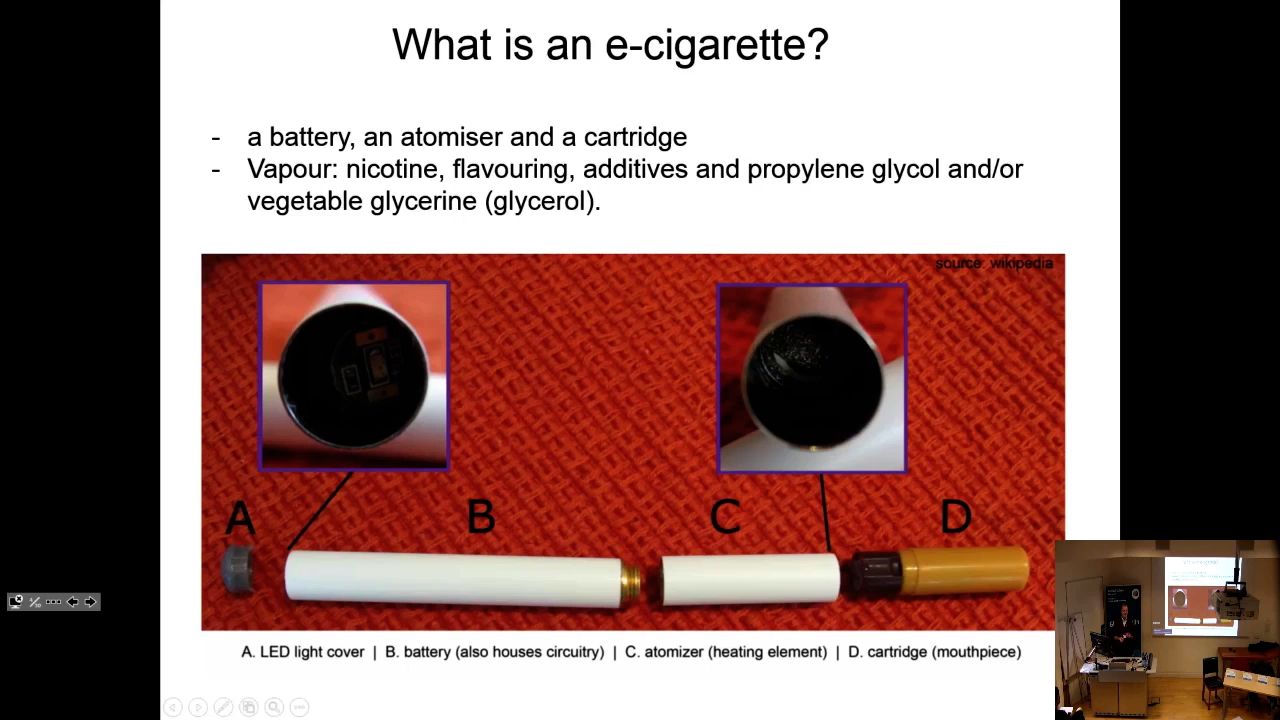 What is an e-cigarette?
- a battery, an atomiser and a cartridge
- Vapour: nicotine, flavouring, additives and propylene glycol and/or
vegetable glycerine (glycerol).
source: wikipedia
A B C D
A. LED light cover | B. battery (also houses circuitry) | C. atomizer (heating element) | D. cartridge (mouthpiece)